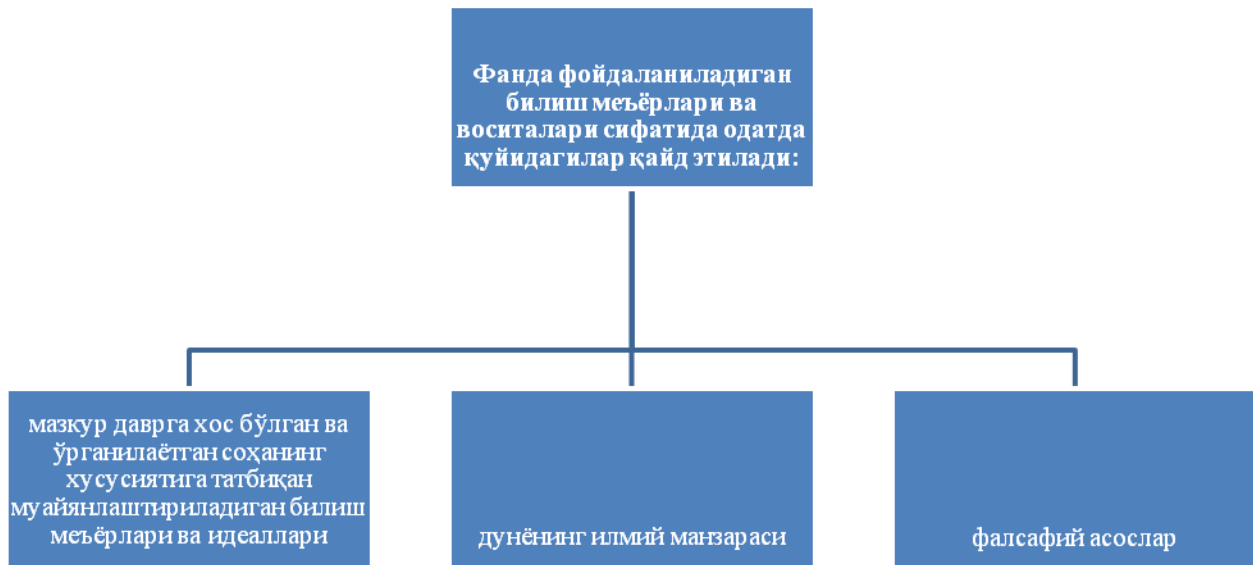 Фанда фойдаланиладиган
билиш меъёрлари ва
воситалари сифатида одатда
қуйидагилар қайд этилади:
мазкур даврга хос бўлган ва
ўрганилаётган соҳанинг
хусусиятига татбиқан
муайянлаштириладиган билиш
меъёрлари ва идеаллари
дунёнинг илмий манзараси
фалсафий асослар